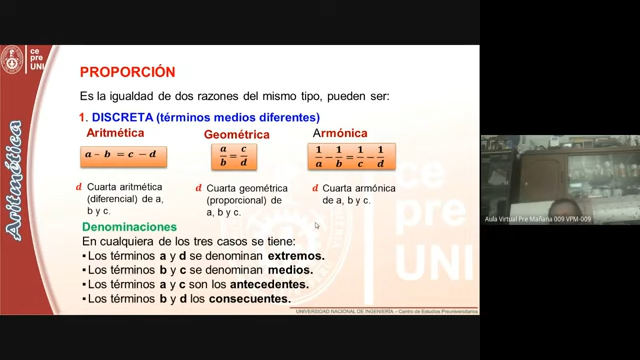 ce
pre
UNI
Aritmética
PROPORCIÓN
Es la igualdad de dos razones del mismo tipo, pueden ser:
1. DISCRETA (términos medios diferentes)
Aritmética
a − b = c − d
d Cuarta aritmética
(diferencial) de a,
b y c.
Geométrica
a/b = c/d
d Cuarta geométrica
(proporcional) de
a, b y c.
Armónica
1/a − 1/b = 1/c − 1/d
d Cuarta armónica
de a, b y c.
Denominaciones
En cualquiera de los tres casos se tiene:
▪ Los términos a y d se denominan extremos.
▪ Los términos b y c se denominan medios.
▪ Los términos a y c son los antecedentes.
▪ Los términos b y d los consecuentes.
ce
pre
UNI
UNIVERSIDAD NACIONAL DE INGENIERÍA - Centro de Estudios Preuniversitarios
Aula Virtual Pre Mañana 009 VPM-009